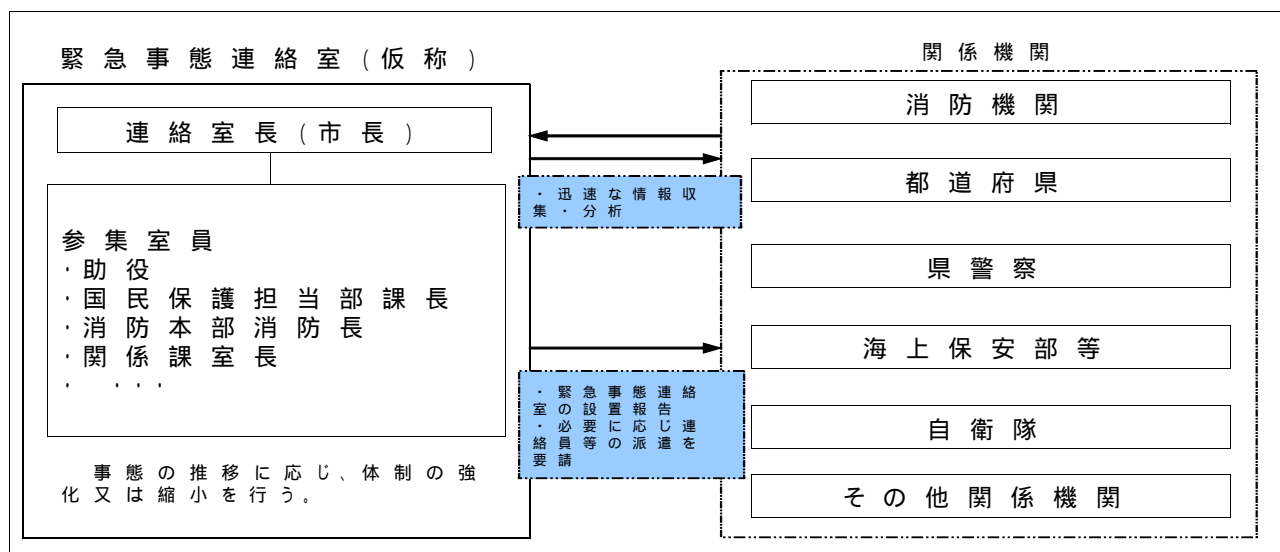 緊急事態連絡室(仮称)
連絡室長(市長)
参集室員
・助役
・国民保護担当部課長
・消防本部消防長
・関係課室長
・ ・・・
事態の推移に応じ、体制の強
化又は縮小を行う。
・迅速な情報収
集・分析
・緊急事態連絡
室の設置報告
・必要に応じ連
絡員等の派遣を
要請
関係機関
消防機関
都道府県
県警察
海上保安部等
自衛隊
その他関係機関